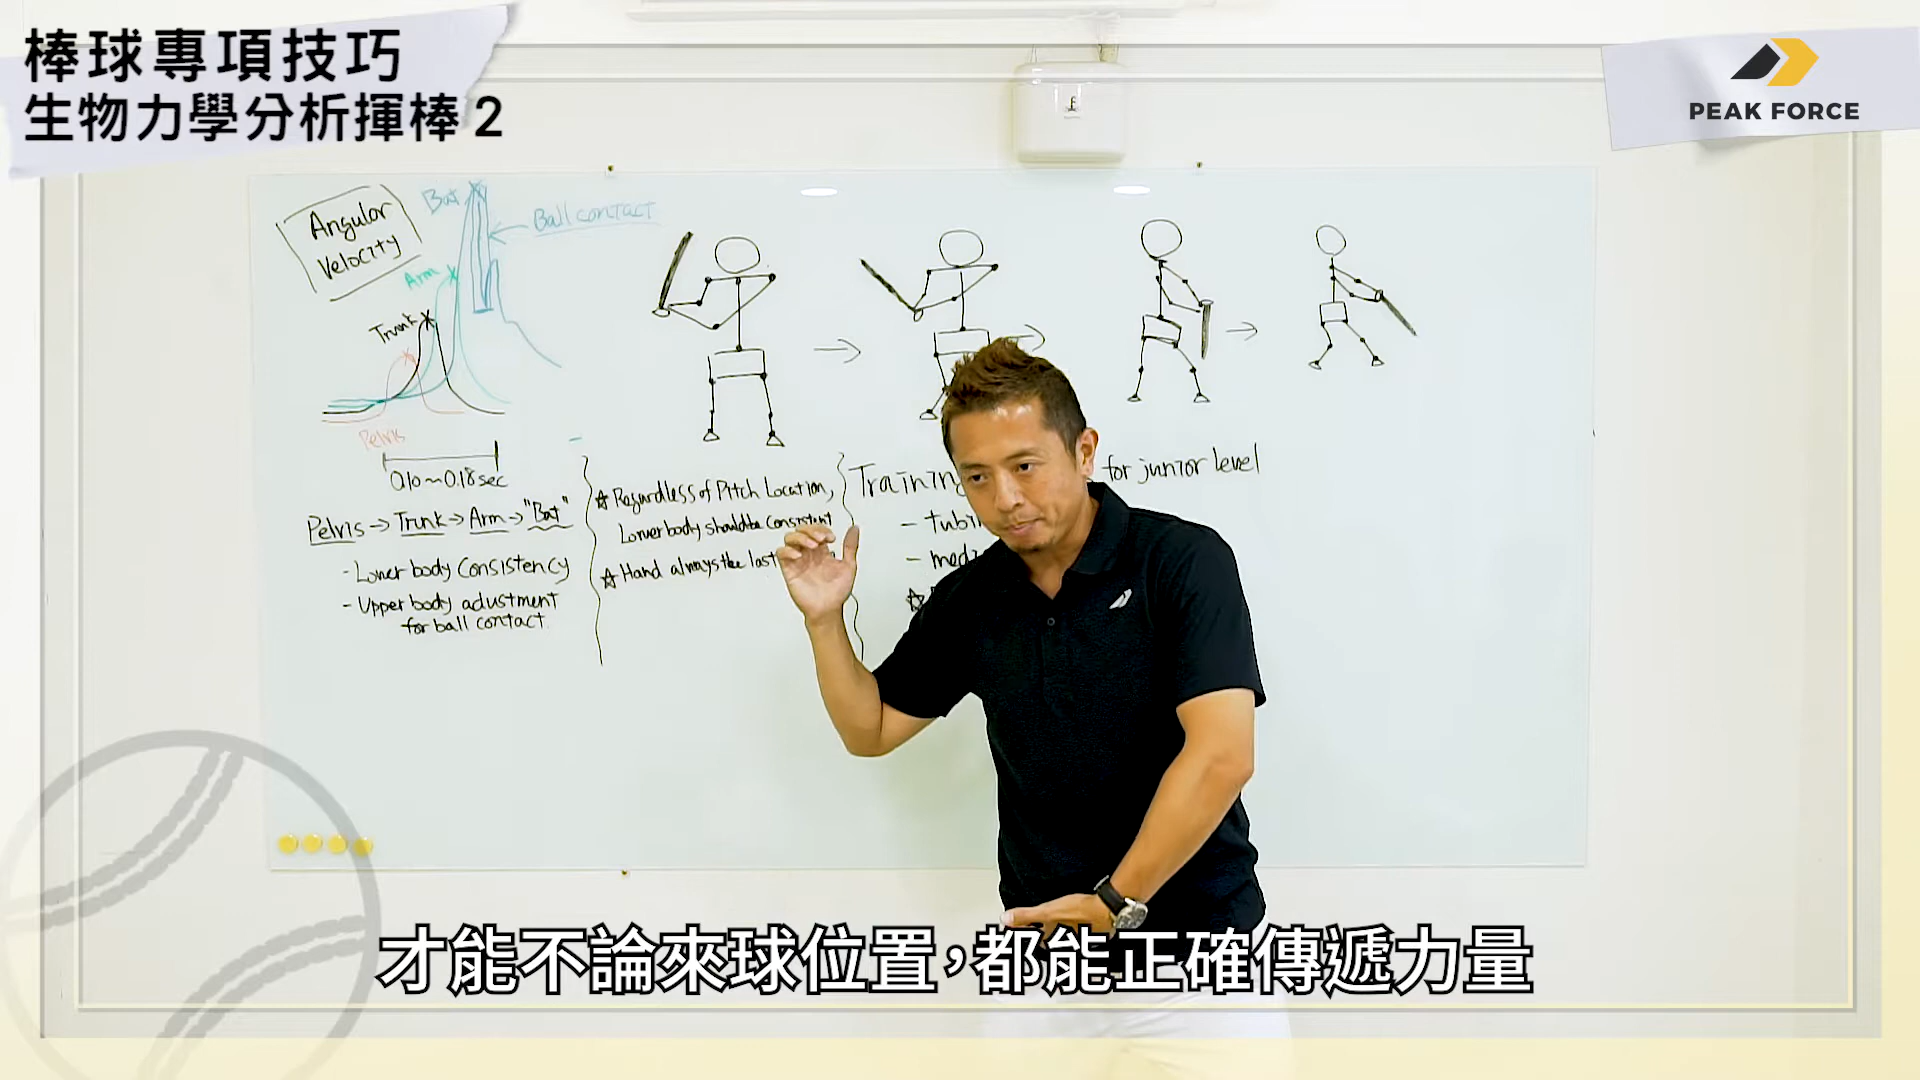 棒球專項技巧
生物力學分析揮棒2
PEAK FORCE
Angular
Velocity
Bat
Ball contact
Arm
Trunk
Pelvis
0.10~0.18sec
Pelvis→Trunk→Arm→"Bat"
-Lower body consistency
-Upper body adustment
for ball contact.
☆Regardless of Pitch Location,
Lower body should be consistent
☆Hand always the last
Training
for junior level
才能不論來球位置,都能正確傳遞力量